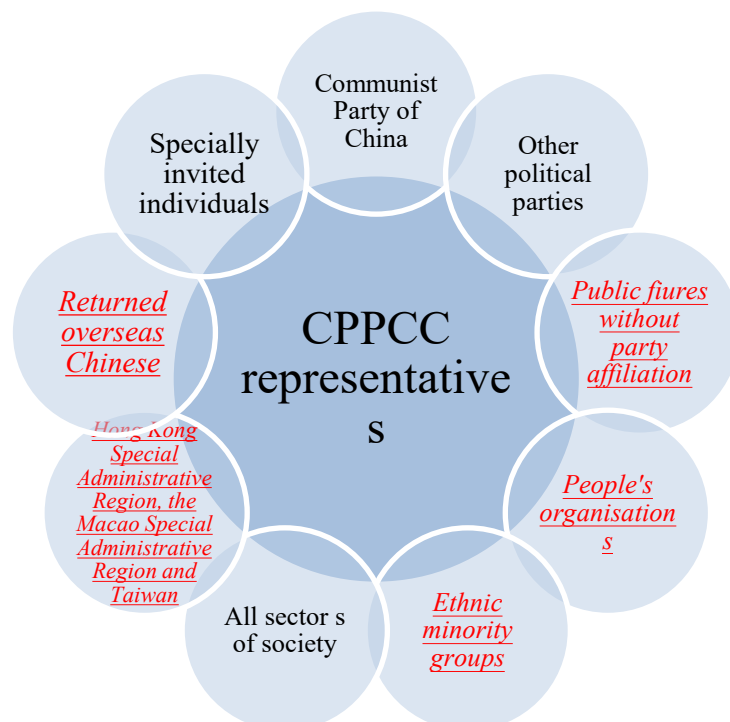 Communist
Party of
China
Other
political
parties
Public fiures
without
party
affiliation
People's
organisation
s
Ethnic
minority
groups
All sector s
of society
Hong Kong
Special
Administrative
Region, the
Macao Special
Administrative
Region and
Taiwan
Returned
overseas
Chinese
Specially
invited
individuals
CPPCC
representative
s